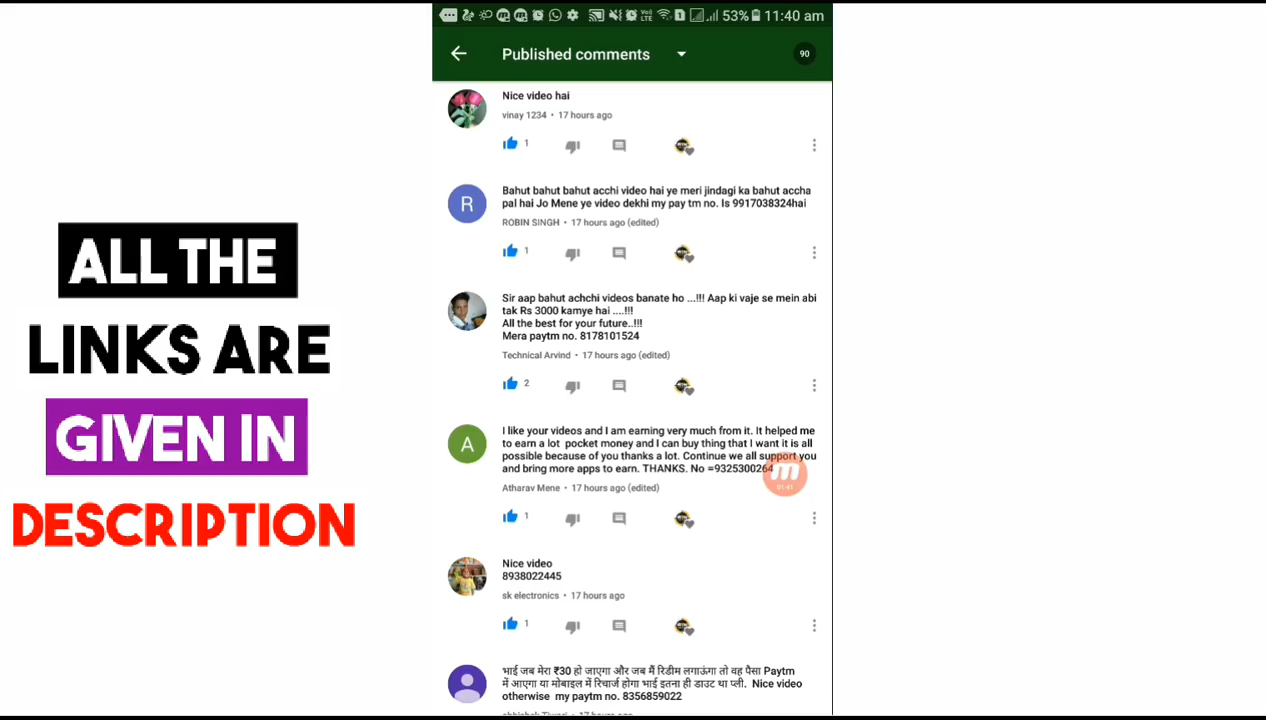 53% 11:40 am
Published comments
90
Nice video hai
vinay 1234 • 17 hours ago
1
Bahut bahut bahut acchi video hai ye meri jindagi ka bahut accha
pal hai Jo Mene ye video dekhi my pay tm no. Is 9917038324hai
R
ROBIN SINGH • 17 hours ago (edited)
1
ALL THE
LINKS ARE
GIVEN IN
DESCRIPTION
Sir aap bahut achchi videos banate ho ...!!! Aap ki vaje se mein abi
tak Rs 3000 kamye hai ....!!!
All the best for your future..!!!
Mera paytm no. 8178101524
Technical Arvind • 17 hours ago (edited)
2
I like your videos and I am earning very much from it. It helped me
A
to earn a lot pocket money and I can buy thing that I want it is all
possible because of you thanks a lot. Continue we all support you
and bring more apps to earn. THANKS. No =9325300264
01:41
Atharav Mene • 17 hours ago (edited)
1
Nice video
8938022445
sk electronics • 17 hours ago
1
भाई जब मेरा ₹30 हो जाएगा और जब मैं रिडीम लगाऊंगा तो वह पैसा Paytm
में आएगा या मोबाइल में रिचार्ज होगा भाई इतना ही डाउट था प्ली. Nice video
otherwise my paytm no. 8356859022